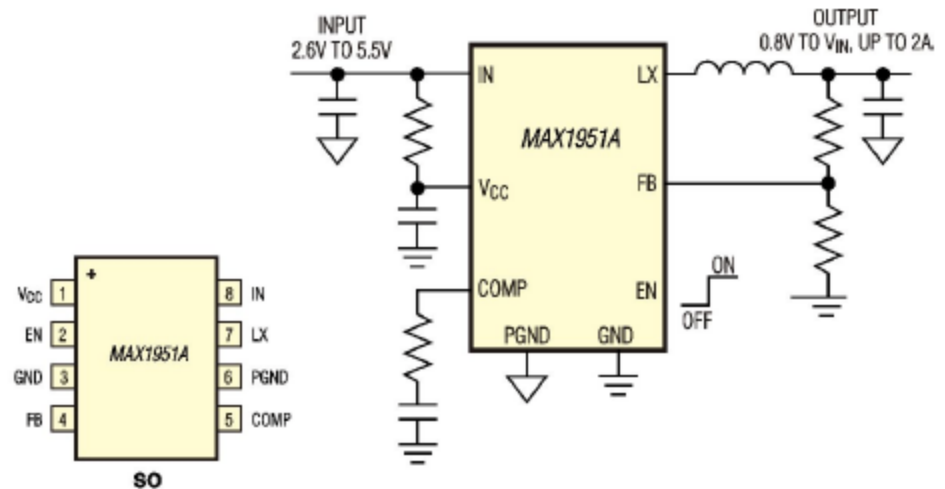 INPUT
2.6V TO 5.5V
OUTPUT
0.8V TO VIN, UP TO 2A
IN
LX
MAX1951A
VCC
FB
COMP
EN
ON
OFF
PGND
GND
+
VCC 1
8 IN
EN 2
7 LX
MAX1951A
GND 3
6 PGND
FB 4
5 COMP
SO